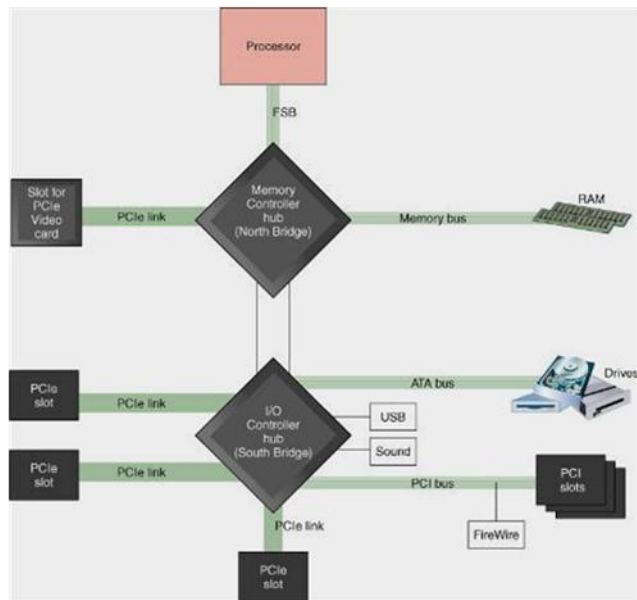 Processor
FSB
Slot for
PCIe
Video
card
PCIe link
Memory
Controller
hub
(North Bridge)
Memory bus
RAM
PCIe
slot
PCIe link
I/O
Controller
hub
(South Bridge)
ATA bus
Drives
USB
Sound
PCIe
slot
PCIe link
PCI bus
PCI
slots
FireWire
PCIe link
PCIe
slot